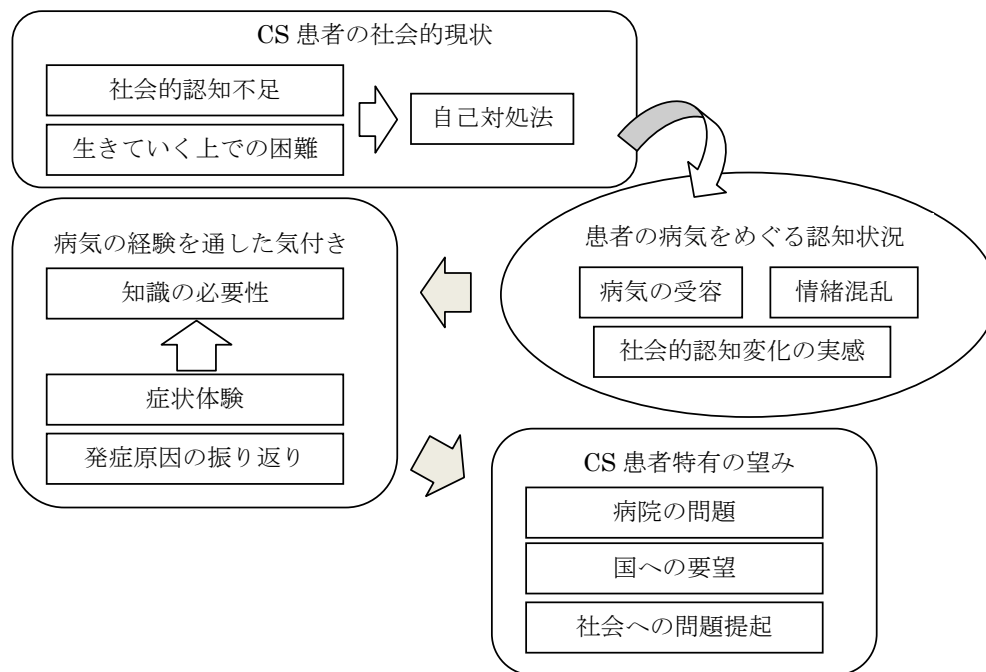 CS 患者の社会的現状
社会的認知不足
生きていく上での困難
自己対処法
患者の病気をめぐる認知状況
病気の受容
情緒混乱
社会的認知変化の実感
病気の経験を通した気付き
知識の必要性
症状体験
発症原因の振り返り
CS 患者特有の望み
病院の問題
国への要望
社会への問題提起